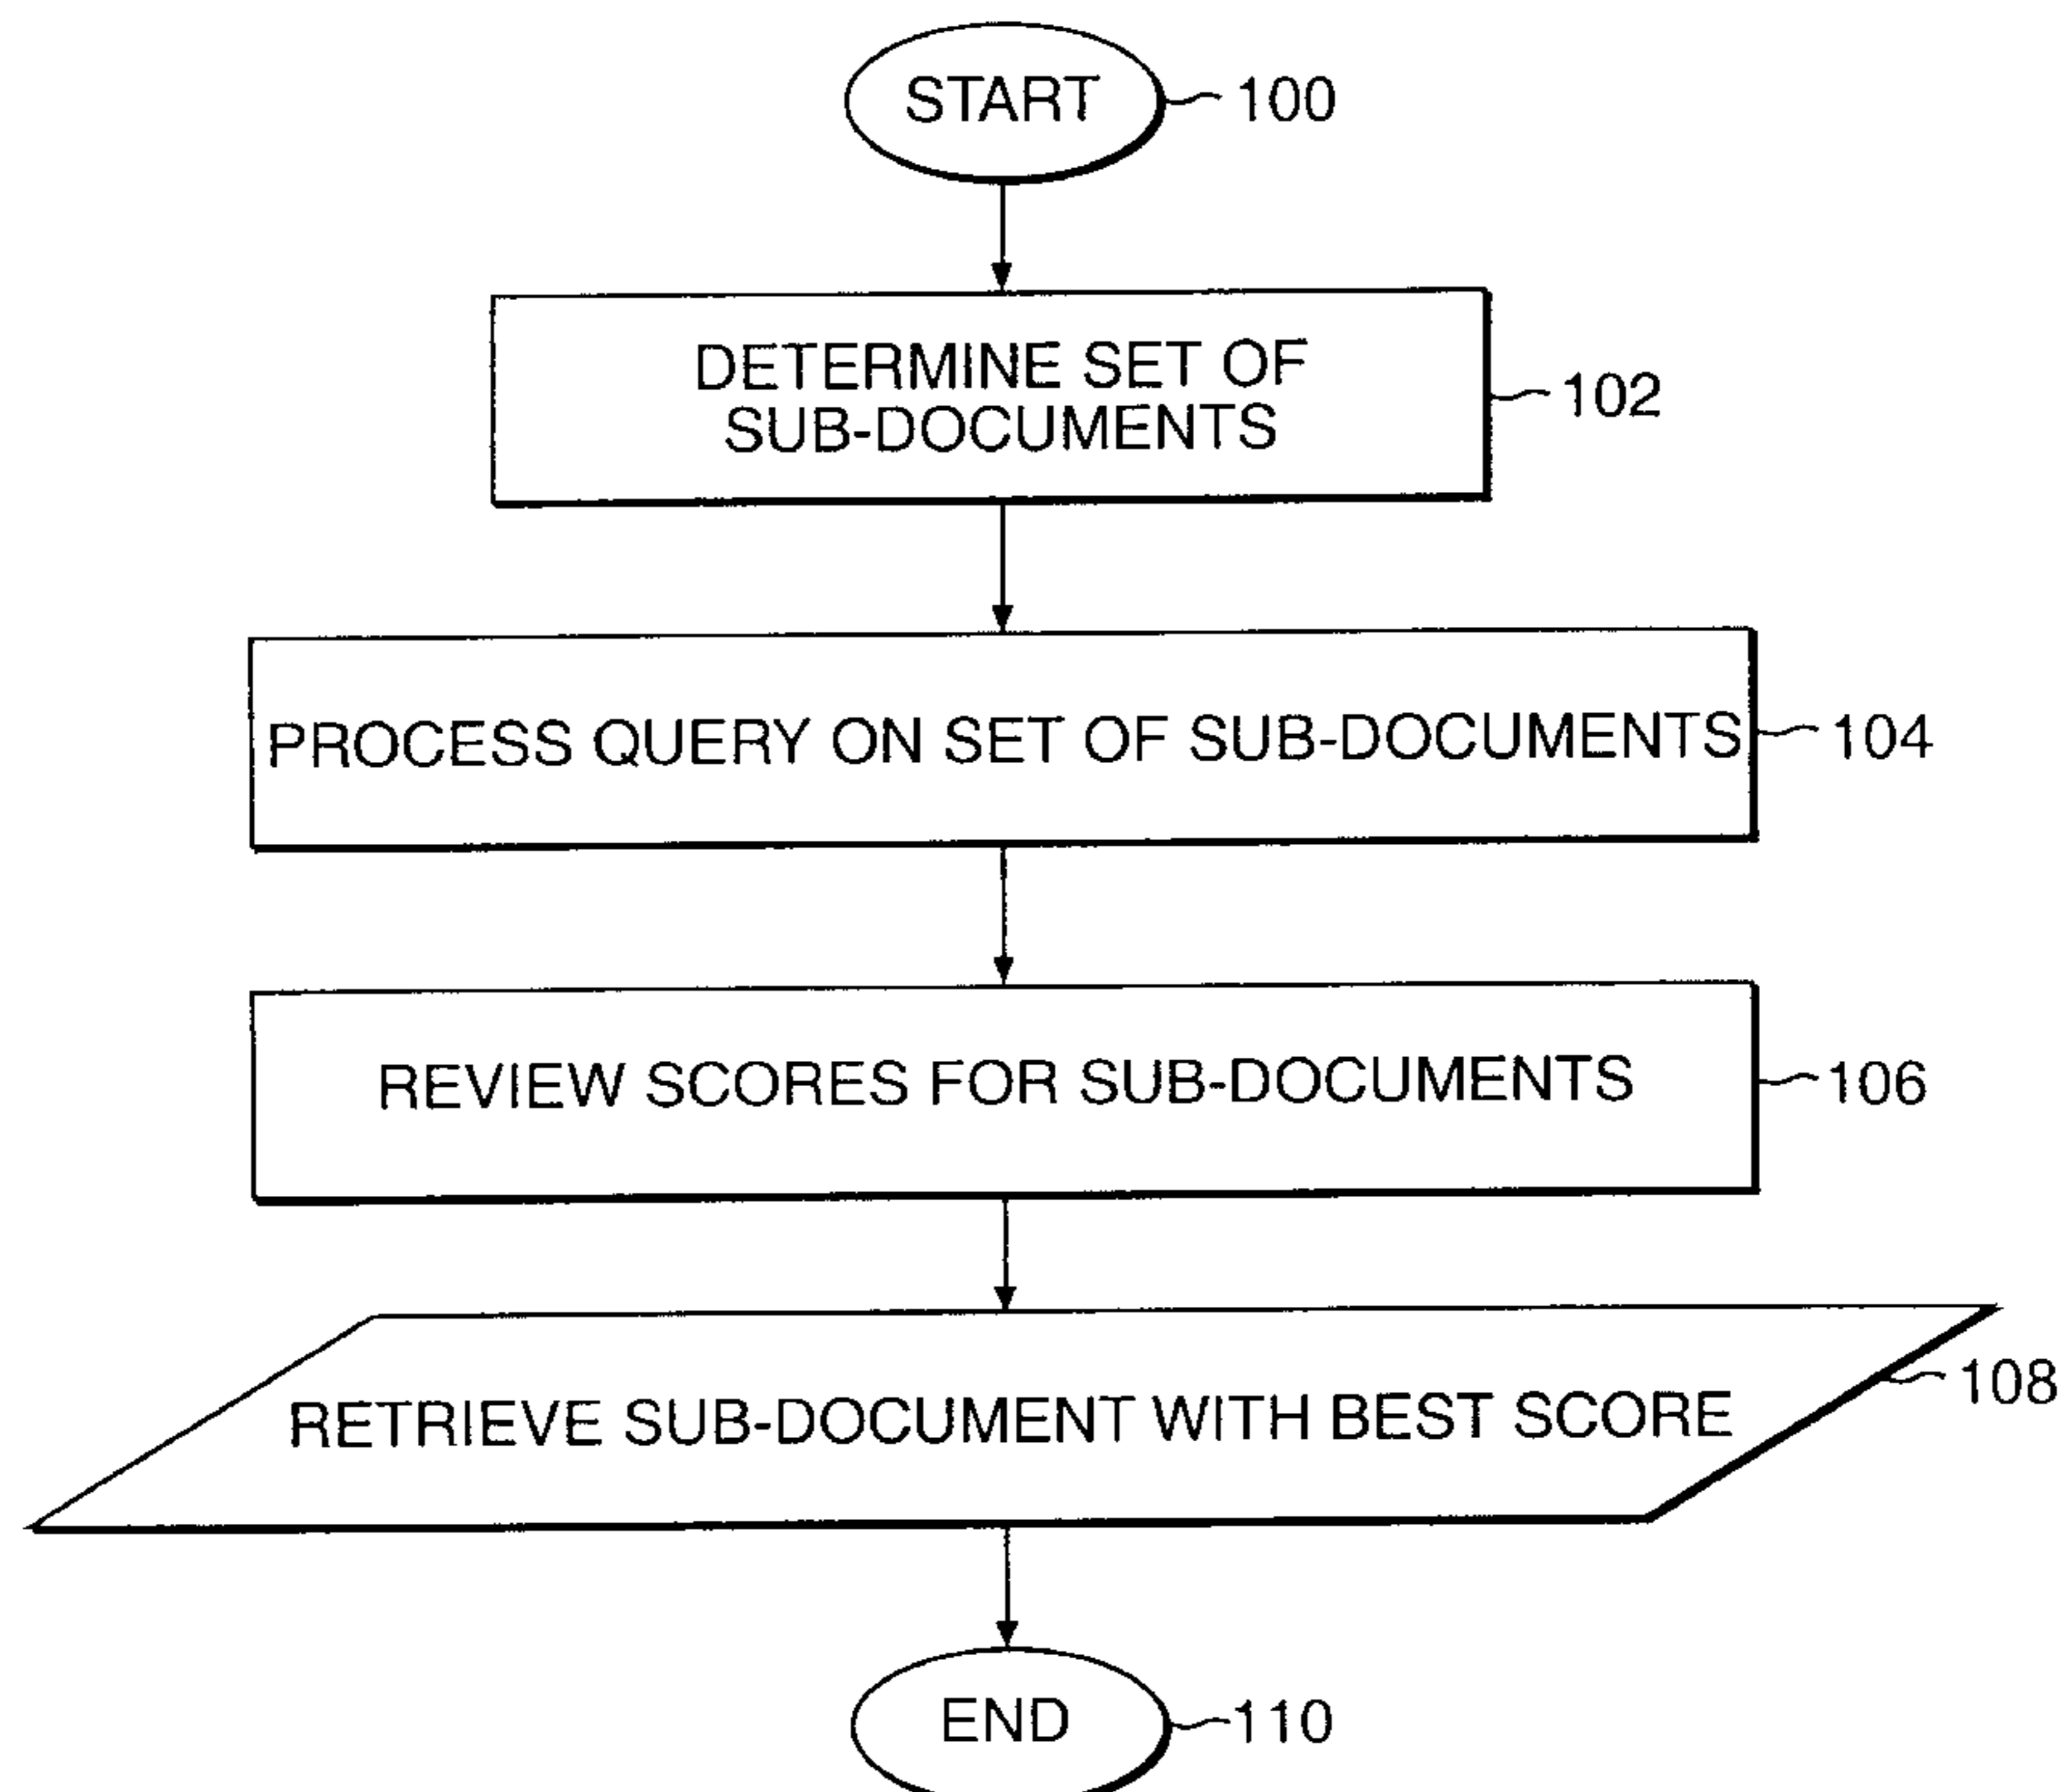 START 100
DETERMINE SET OF
SUB-DOCUMENTS
102
PROCESS QUERY ON SET OF SUB-DOCUMENTS 104
REVIEW SCORES FOR SUB-DOCUMENTS 106
RETRIEVE SUB-DOCUMENT WITH BEST SCORE 108
END 110